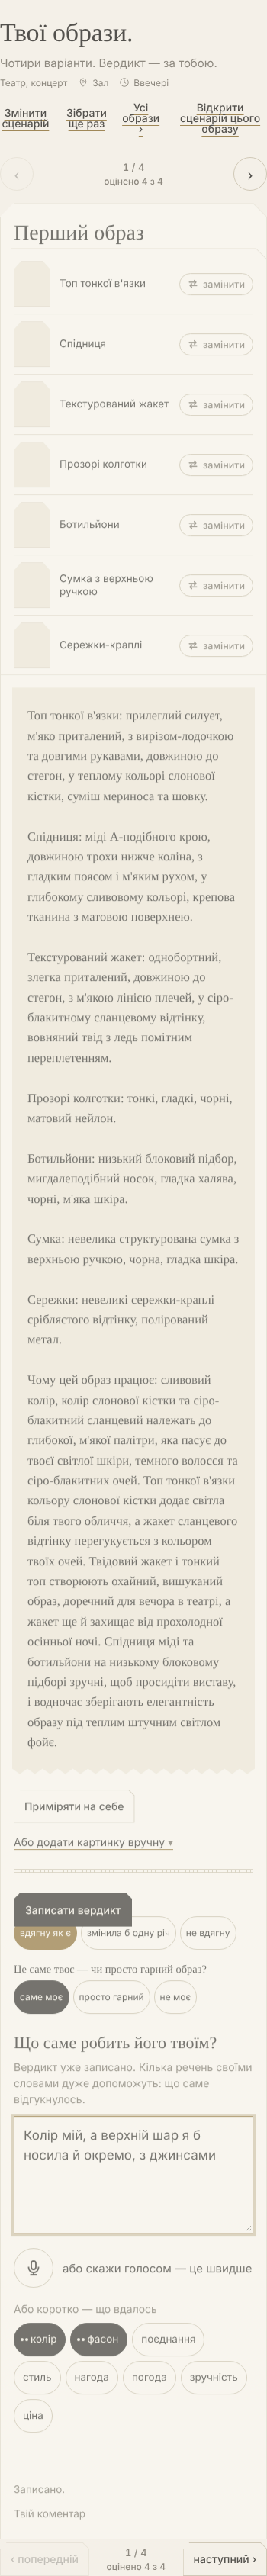 Твої образи.
Чотири варіанти. Вердикт — за тобою.
Театр, концерт Зал Ввечері
Змінити
сценарій
Зібрати
ще раз
Усі
образи
›
Відкрити
сценарій цього
образу
‹
1 / 4
оцінено 4 з 4
›
Перший образ
Топ тонкої в'язки ⇄ замінити
Спідниця ⇄ замінити
Текстурований жакет ⇄ замінити
Прозорі колготки ⇄ замінити
Ботильйони ⇄ замінити
Сумка з верхньою
ручкою
⇄ замінити
Сережки-краплі ⇄ замінити
Топ тонкої в'язки: прилеглий силует,
м'яко приталений, з вирізом-лодочкою
та довгими рукавами, довжиною до
стегон, у теплому кольорі слонової
кістки, суміш мериноса та шовку.
Спідниця: міді А-подібного крою,
довжиною трохи нижче коліна, з
гладким поясом і м'яким рухом, у
глибокому сливовому кольорі, крепова
тканина з матовою поверхнею.
Текстурований жакет: однобортний,
злегка приталений, довжиною до
стегон, з м'якою лінією плечей, у сіро-
блакитному сланцевому відтінку,
вовняний твід з ледь помітним
переплетенням.
Прозорі колготки: тонкі, гладкі, чорні,
матовий нейлон.
Ботильйони: низький блоковий підбор,
мигдалеподібний носок, гладка халява,
чорні, м'яка шкіра.
Сумка: невелика структурована сумка з
верхньою ручкою, чорна, гладка шкіра.
Сережки: невеликі сережки-краплі
сріблястого відтінку, полірований
метал.
Чому цей образ працює: сливовий
колір, колір слонової кістки та сіро-
блакитний сланцевий належать до
глибокої, м'якої палітри, яка пасує до
твоєї світлої шкіри, темного волосся та
сіро-блакитних очей. Топ тонкої в'язки
кольору слонової кістки додає світла
біля твого обличчя, а жакет сланцевого
відтінку перегукується з кольором
твоїх очей. Твідовий жакет і тонкий
топ створюють охайний, вишуканий
образ, доречний для вечора в театрі, а
жакет ще й захищає від прохолодної
осінньої ночі. Спідниця міді та
ботильйони на низькому блоковому
підборі зручні, щоб просидіти виставу,
і водночас зберігають елегантність
образу під теплим штучним світлом
фойє.
Приміряти на себе
Або додати картинку вручну ▾
Записати вердикт
вдягну як є змінила б одну річ не вдягну
Це саме твоє — чи просто гарний образ?
саме моє просто гарний не моє
Що саме робить його твоїм?
Вердикт уже записано. Кілька речень своїми
словами дуже допоможуть: що саме
відгукнулось.
Колір мій, а верхній шар я б
носила й окремо, з джинсами
або скажи голосом — це швидше
Або коротко — що вдалось
•• колір •• фасон поєднання
стиль нагода погода зручність
ціна
Записано.
Твій коментар
‹ попередній
1 / 4
оцінено 4 з 4
наступний ›